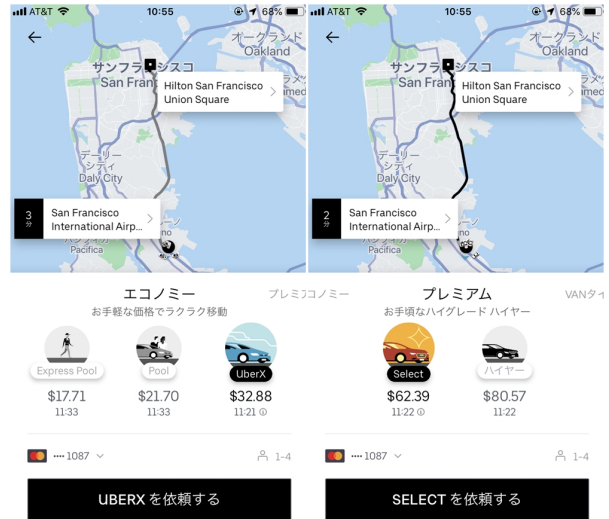 AT&T
10:55
68%
オークランド
Oakland
サンフラ シスコ
San Fran
Hilton San Francisco
Union Square
デーリー
シティ
Daly City
3
分
San Francisco
International Airp...
no
Pacifica
エコノミー
プレミ
お手軽な価格でラクラク移動
Express Pool
Pool
UberX
$17.71
$21.70
$32.88
11:33
11:33
11:21
•••• 1087
1-4
UBERX を依頼する
AT&T
10:55
68%
オークランド
Oakland
サンフラ シスコ
San Fran
Hilton San Francisco
Union Square
デーリー
シティ
Daly City
2
分
San Francisco
International Airp...
no
Pacifica
コノミー
プレミアム
VANタイ
お手頃なハイグレード ハイヤー
Select
ハイヤー
$62.39
$80.57
11:22
11:22
•••• 1087
1-4
SELECT を依頼する